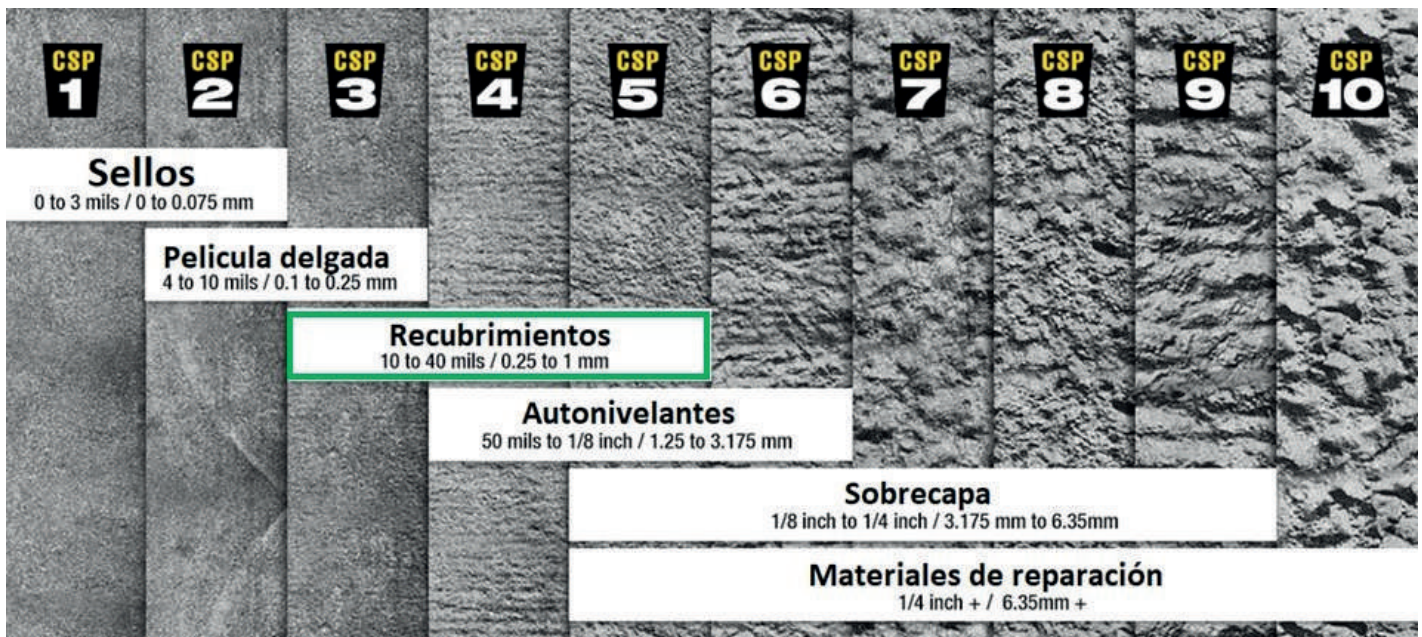 CSP 1
CSP 2
CSP 3
CSP 4
CSP 5
CSP 6
CSP 7
CSP 8
CSP 9
CSP 10
Sellos
0 to 3 mils / 0 to 0.075 mm
Pelicula delgada
4 to 10 mils / 0.1 to 0.25 mm
Recubrimientos
10 to 40 mils / 0.25 to 1 mm
Autonivelantes
50 mils to 1/8 inch / 1.25 to 3.175 mm
Sobrecapa
1/8 inch to 1/4 inch / 3.175 mm to 6.35mm
Materiales de reparación
1/4 inch + / 6.35mm +